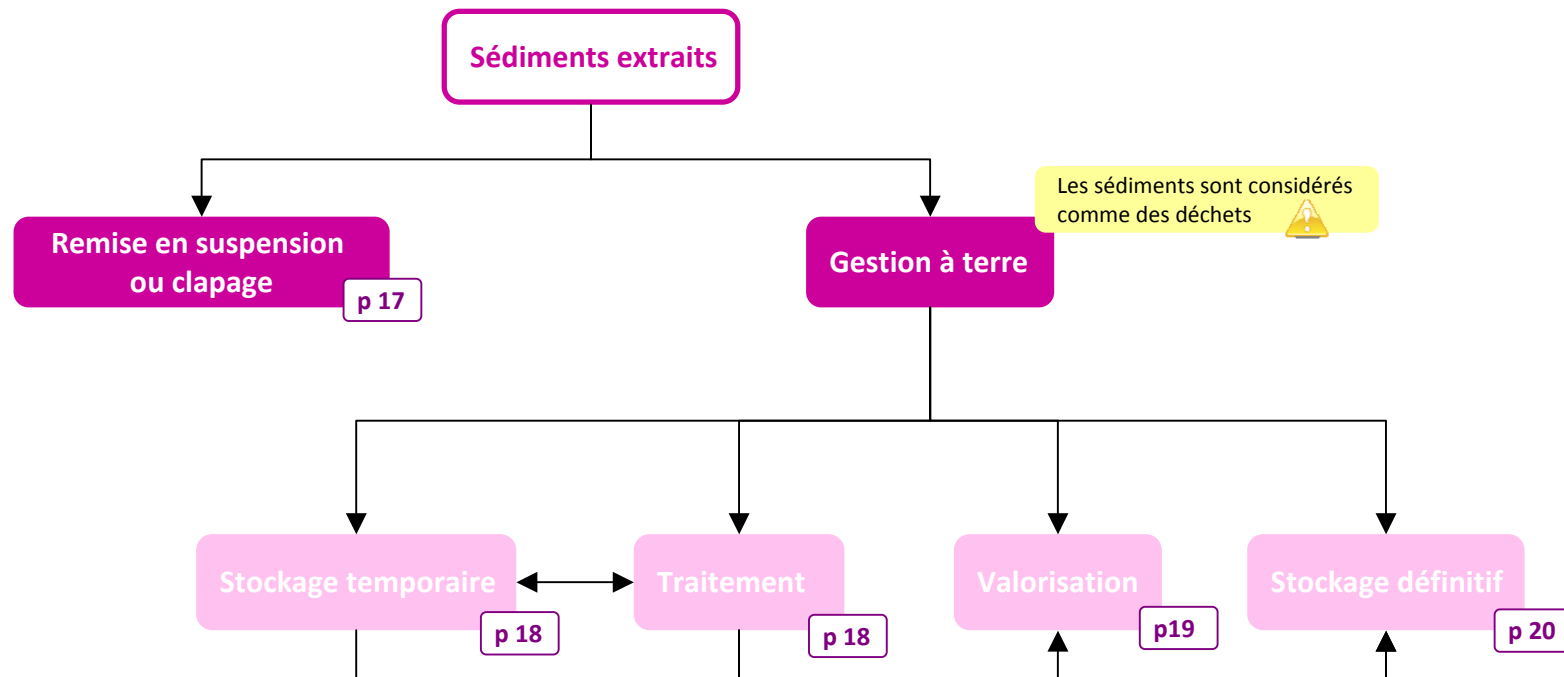 Sédiments extraits
Les sédiments sont considérés
comme des déchets
Remise en suspension
ou clapage
p 17
Gestion à terre
Stockage temporaire
p 18
Traitement
p 18
Valorisation
p19
Stockage définitif
p 20